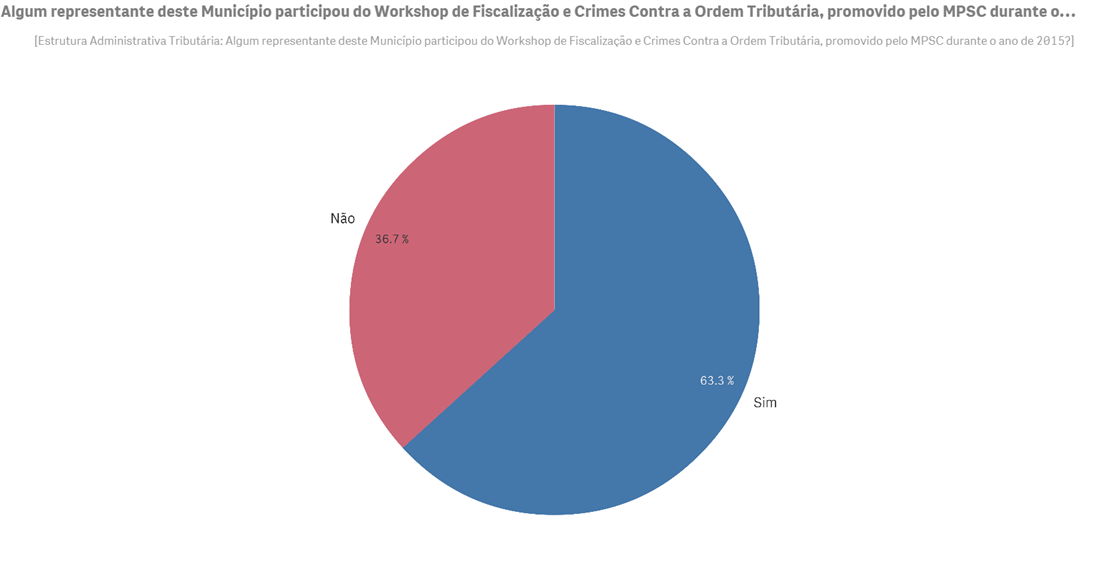 Algum representante deste Município participou do Workshop de Fiscalização e Crimes Contra a Ordem Tributária, promovido pelo MPSC durante o...
[Estrutura Administrativa Tributária: Algum representante deste Município participou do Workshop de Fiscalização e Crimes Contra a Ordem Tributária, promovido pelo MPSC durante o ano de 2015?]
Não
36.7 %
63.3 %
Sim